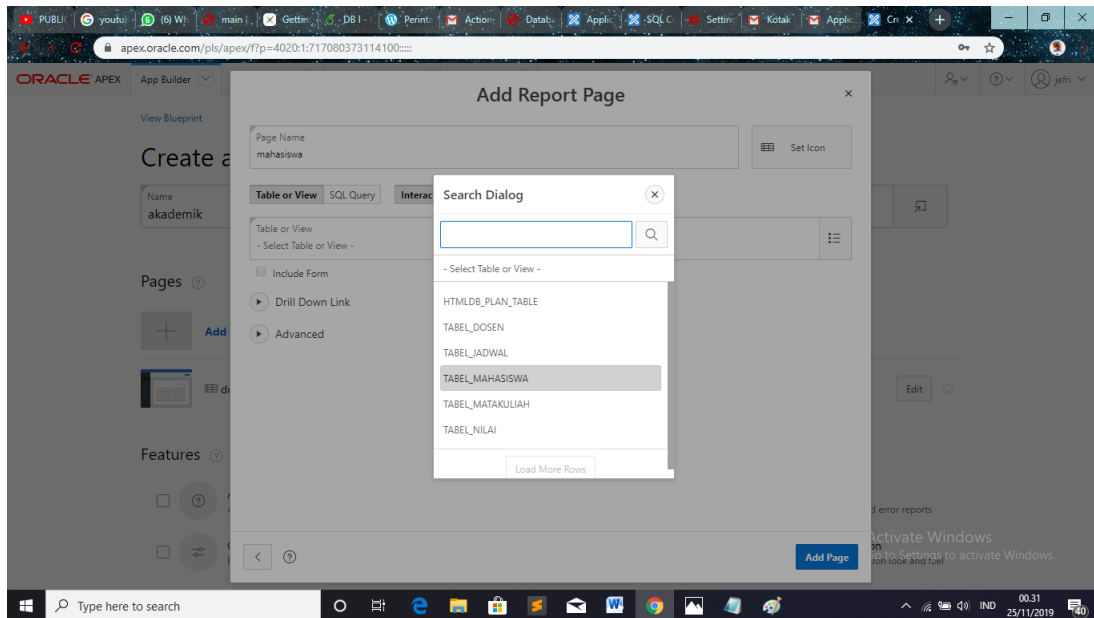 PUBLI youtu (6) Wh main Gettin DB I - Perint Action Datab Applic SQL C Settin Kotak Applic Cre
apex.oracle.com/pls/apex/f?p=4020:1:717080373114100:::::
ORACLE APEX App Builder jefri
View Blueprint
Create a
Name
akademik
Pages
Add
Edit
Features
d error reports
Add Report Page
Page Name
mahasiswa
Set Icon
Table or View SQL Query Interac
Table or View
- Select Table or View -
Include Form
Drill Down Link
Advanced
Search Dialog
- Select Table or View -
HTMLDB_PLAN_TABLE
TABEL_DOSEN
TABEL_JADWAL
TABEL_MAHASISWA
TABEL_MATAKULIAH
TABEL_NILAI
Load More Rows
Add Page
Activate Windows
Go to Settings to activate Windows.
Type here to search
IND
00.31
25/11/2019
40